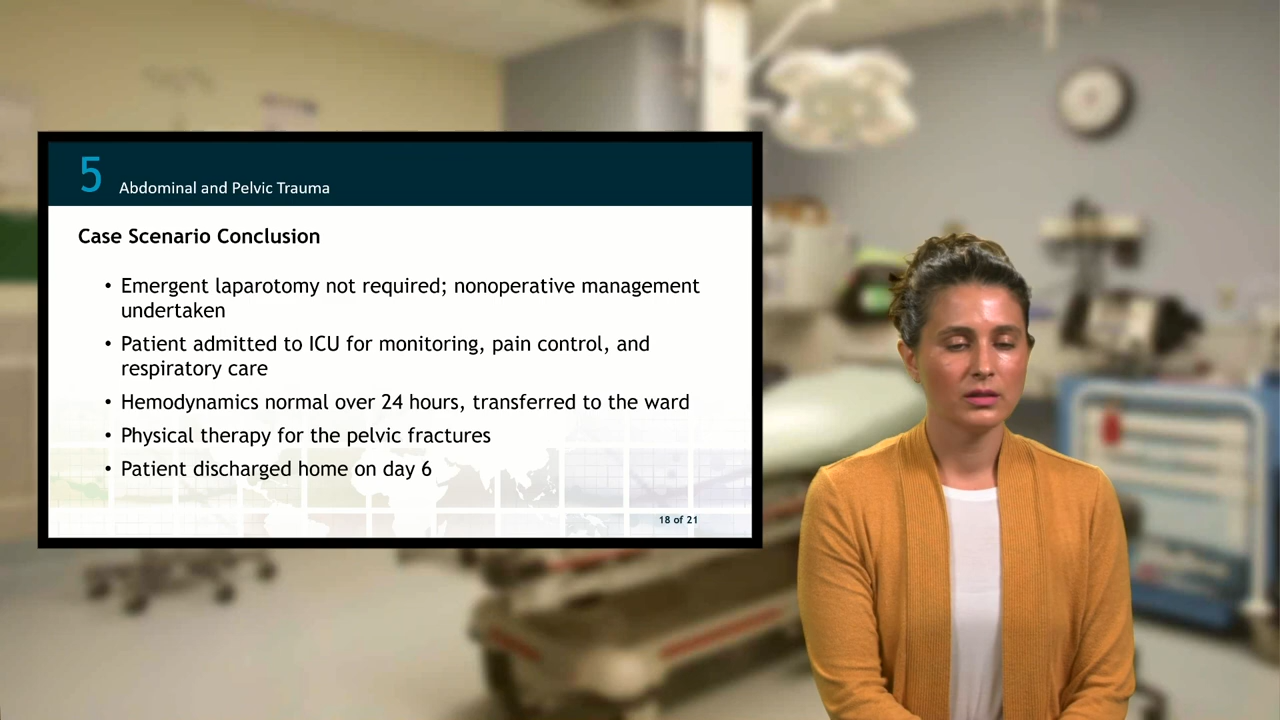 5 Abdominal and Pelvic Trauma
Case Scenario Conclusion
• Emergent laparotomy not required; nonoperative management
undertaken
• Patient admitted to ICU for monitoring, pain control, and
respiratory care
• Hemodynamics normal over 24 hours, transferred to the ward
• Physical therapy for the pelvic fractures
• Patient discharged home on day 6
18 of 21